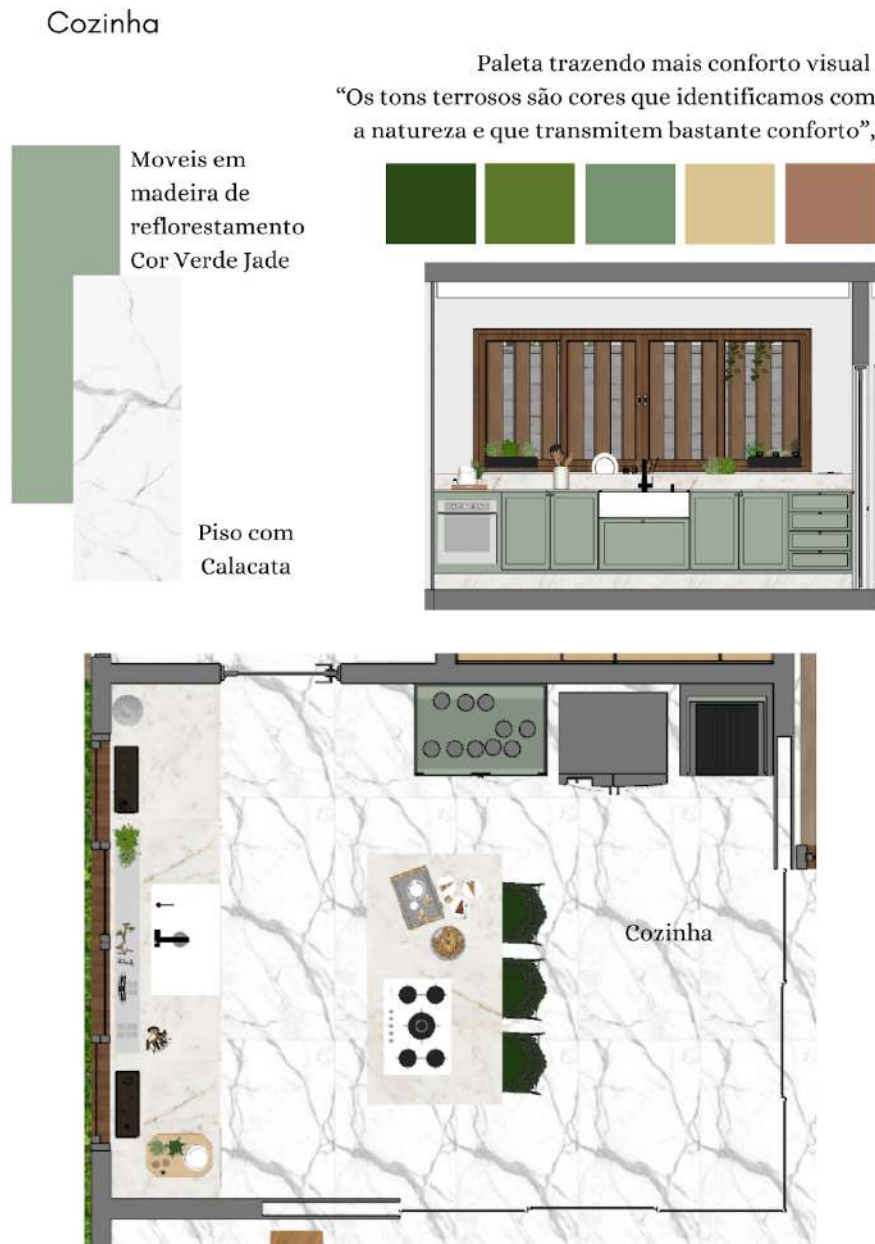 Cozinha
Paleta trazendo mais conforto visual
“Os tons terrosos são cores que identificamos com
a natureza e que transmitem bastante conforto”,
Moveis em
madeira de
reflorestamento
Cor Verde Jade
Piso com
Calacata
Cozinha